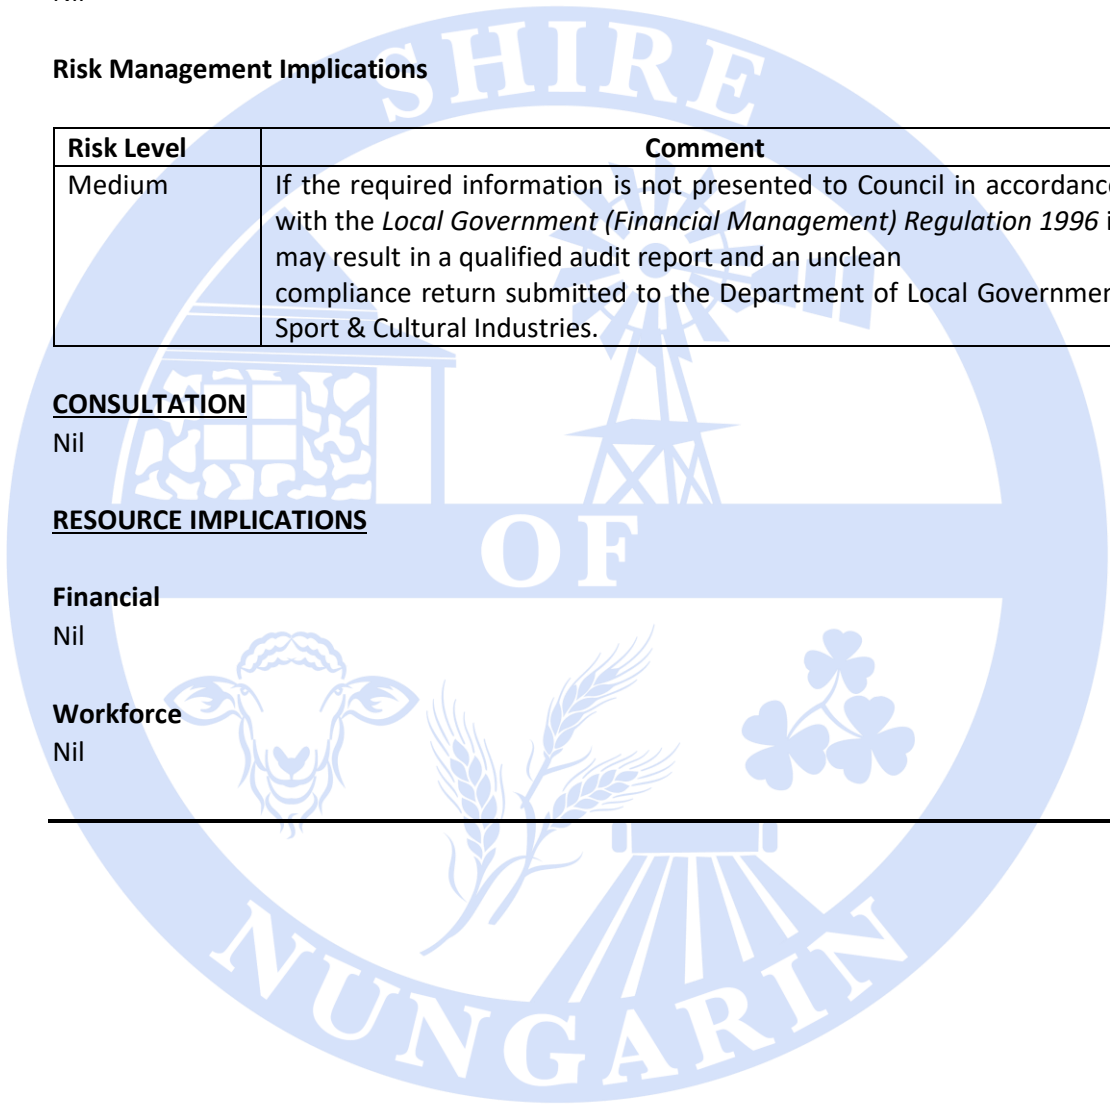 Nil
Risk Management Implications
Risk Level Comment
Medium If the required information is not presented to Council in accordance
with the Local Government (Financial Management) Regulation 1996
may result in a qualified audit report and an unclean
compliance return submitted to the Department of Local
Sport & Cultural Industries.
CONSULTATION
Nil
RESOURCE IMPLICATIONS
Financial
Nil
Workforce
Nil
SHIRE
OF
NUNGARIN